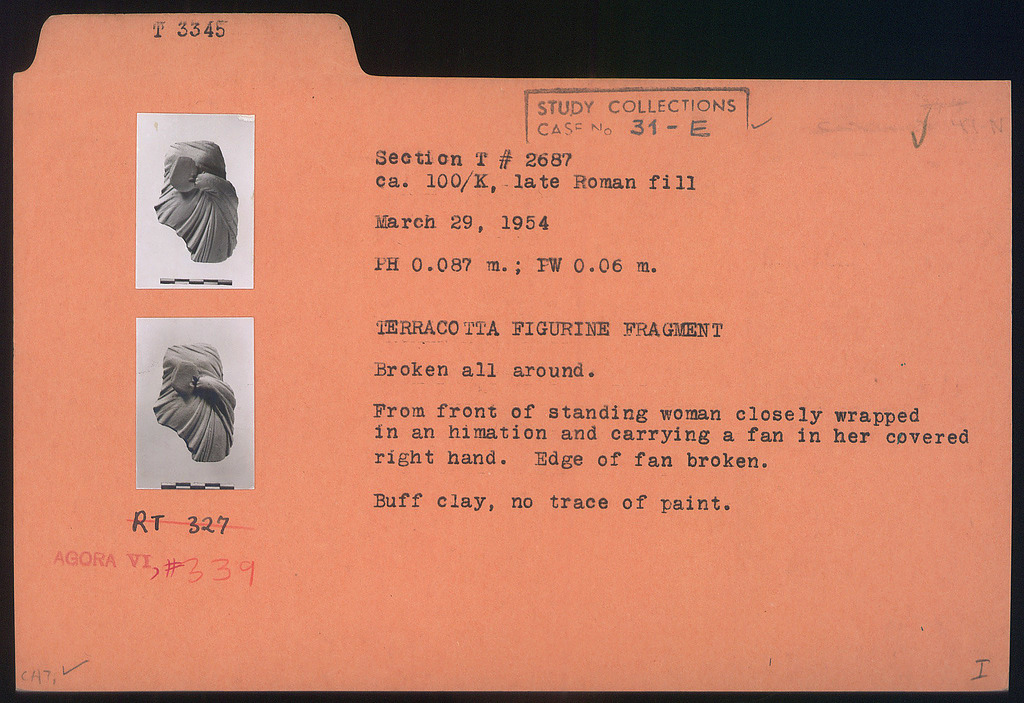 T 3345
STUDY COLLECTIONS
CASE No 31 - E
Section T # 2687
ca. 100/K, late Roman fill
March 29, 1954
PH 0.087 m.; PW 0.06 m.
TERRACOTTA FIGURINE FRAGMENT
Broken all around.
From front of standing woman closely wrapped
in an himation and carrying a fan in her covered
right hand. Edge of fan broken.
Buff clay, no trace of paint.
RT 327
AGORA VI, #339
CAT.
I